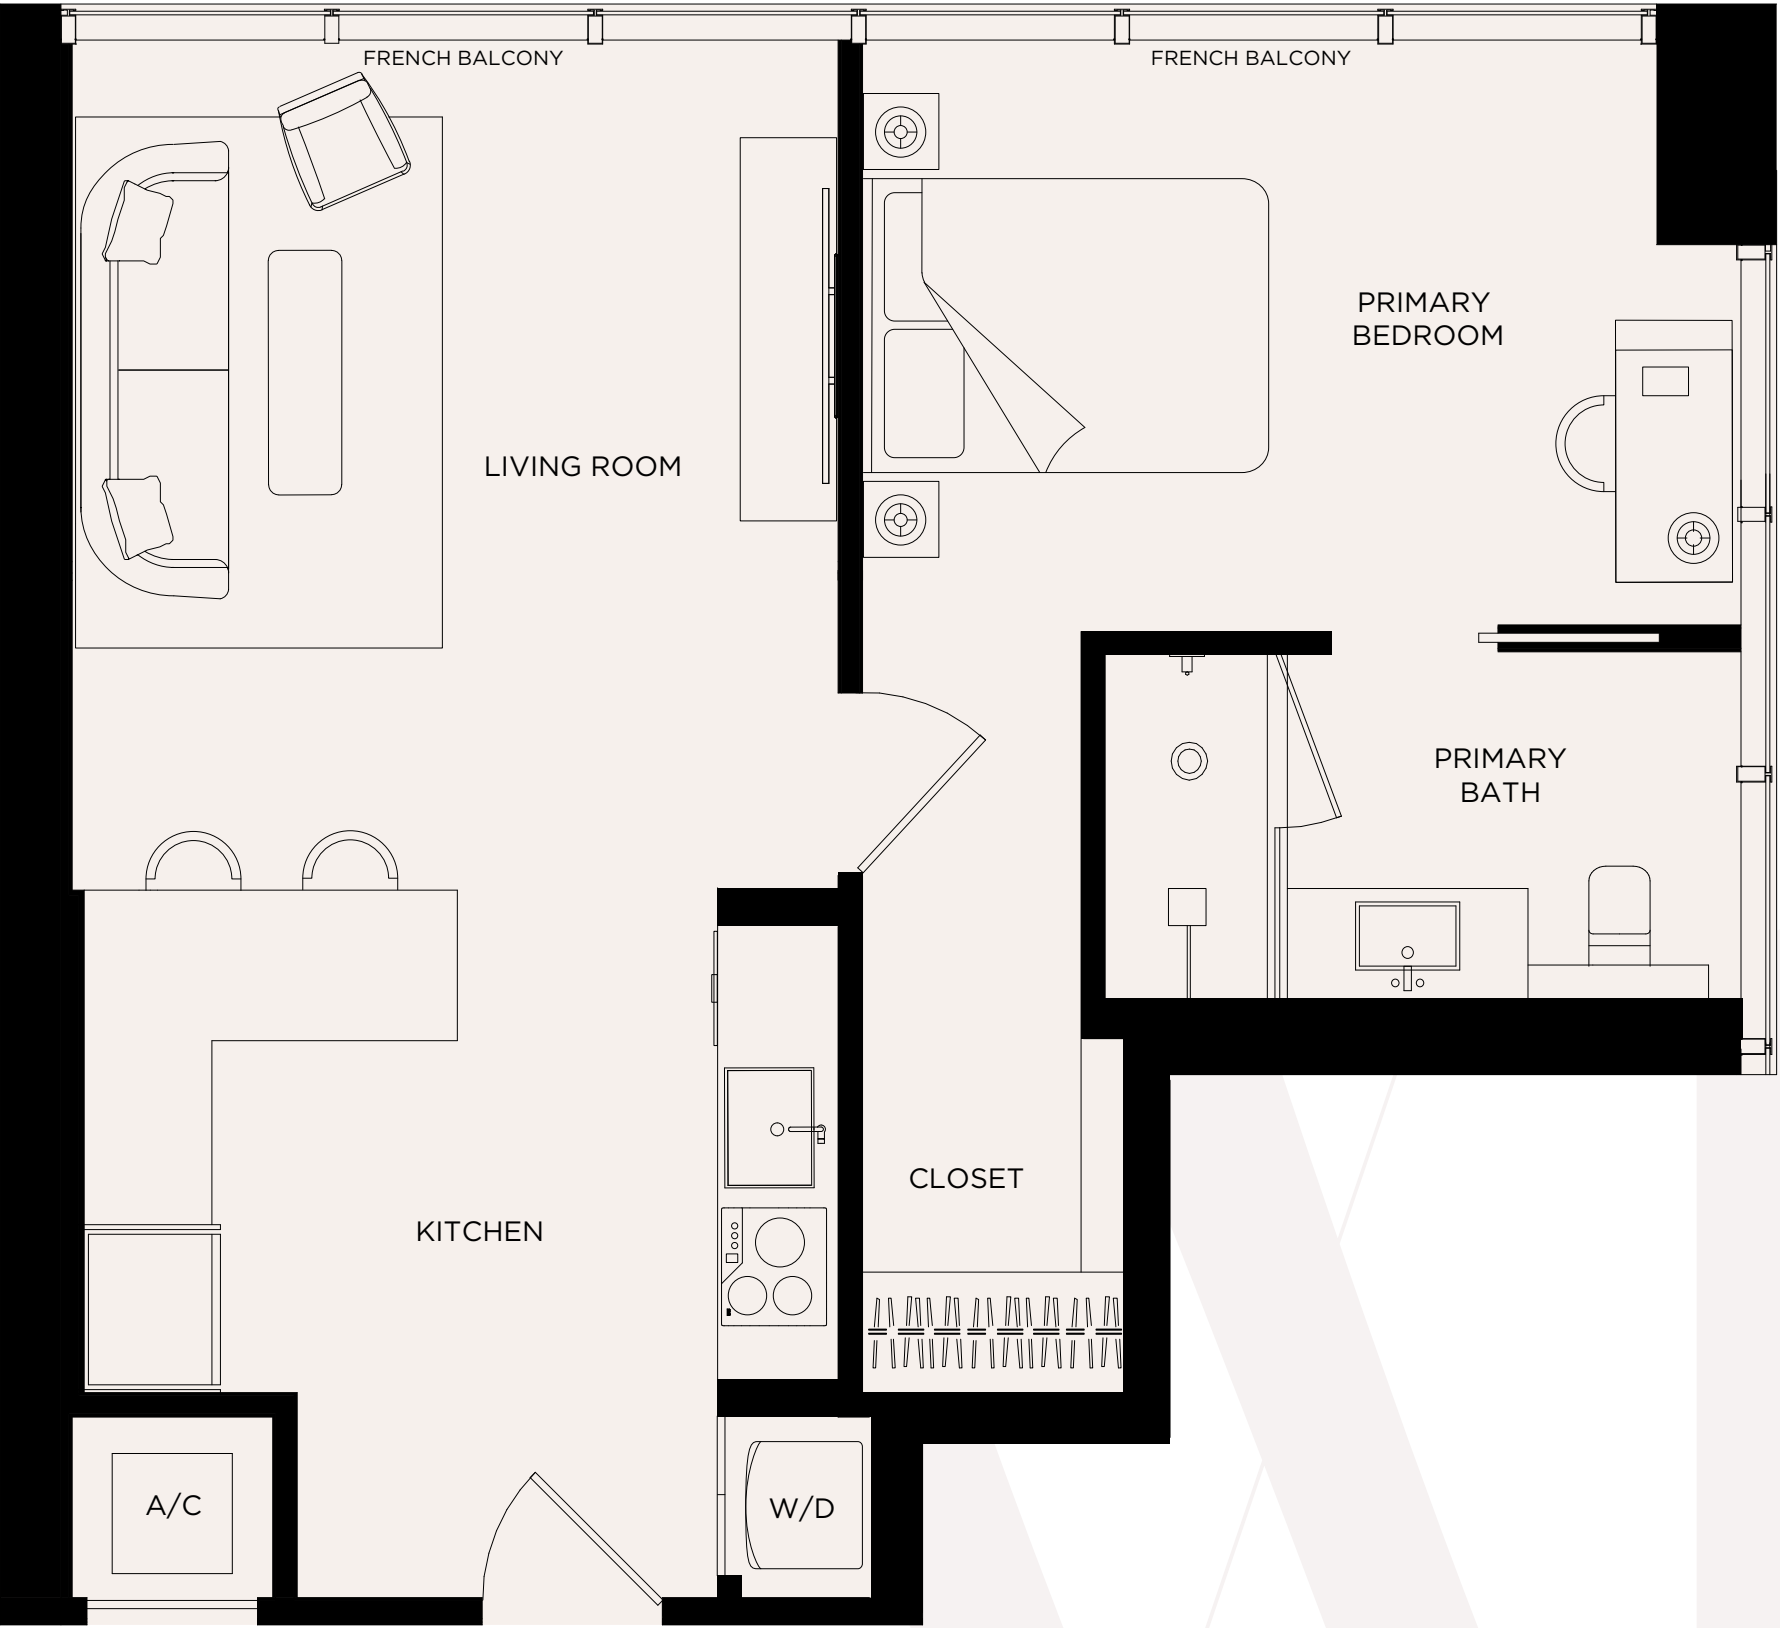 FRENCH BALCONY
FRENCH BALCONY
PRIMARY
BEDROOM
LIVING ROOM
PRIMARY
BATH
CLOSET
KITCHEN
A/C
W/D